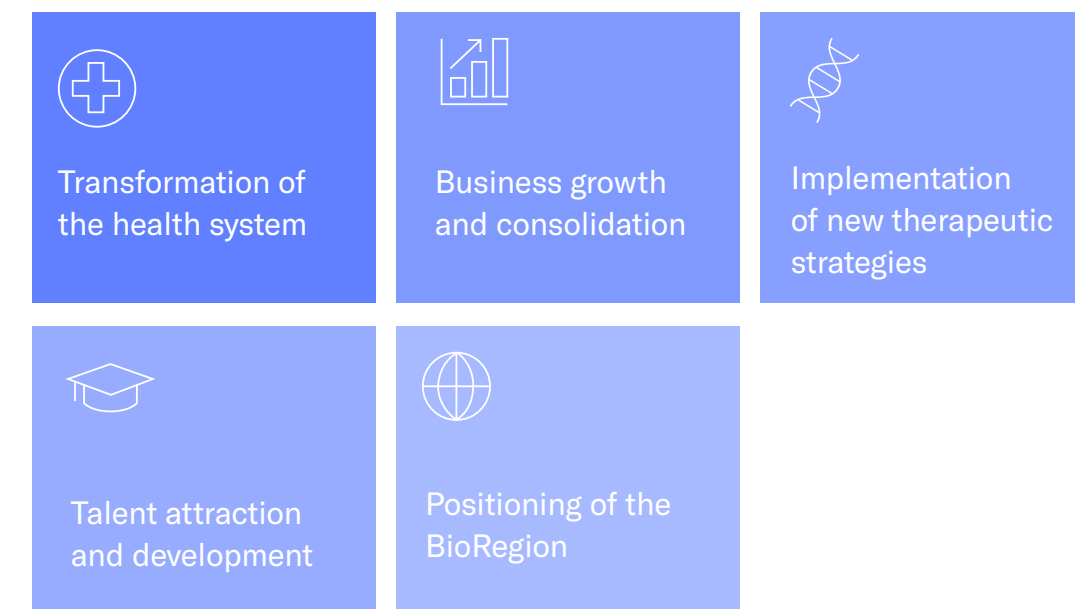 Transformation of
the health system
Business growth
and consolidation
Implementation
of new therapeutic
strategies
Talent attraction
and development
Positioning of the
BioRegion